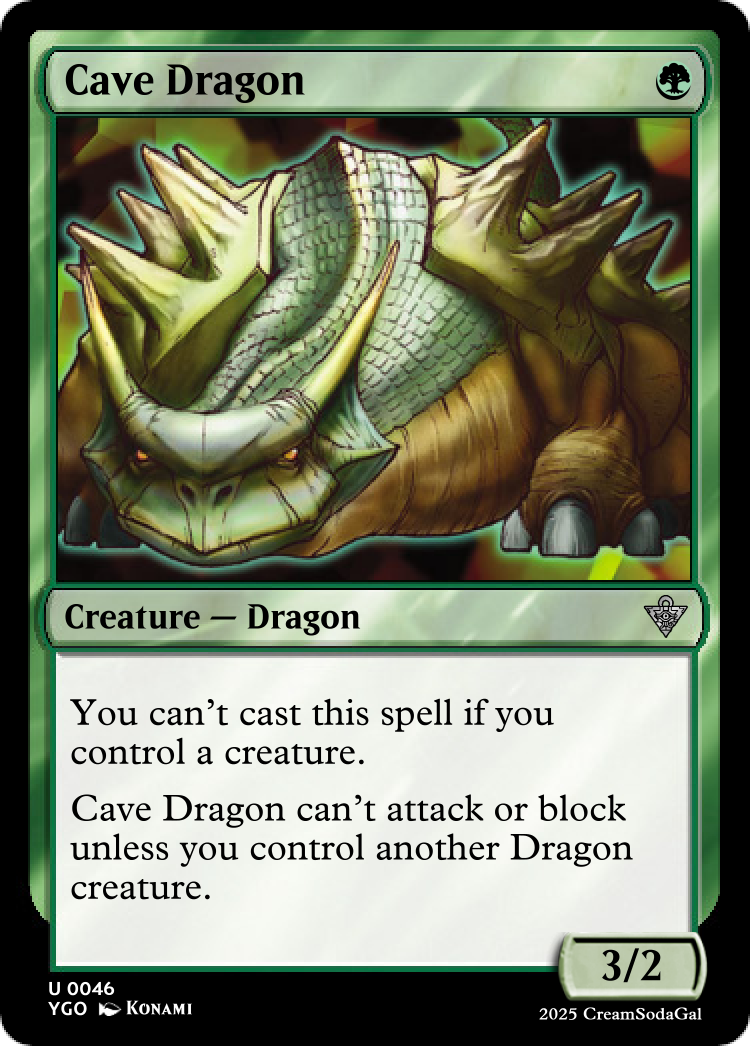 Cave Dragon
Creature — Dragon
You can't cast this spell if you
control a creature.
Cave Dragon can't attack or block
unless you control another Dragon
creature.
3/2
U 0046
YGO KONAMI
2025 CreamSodaGal